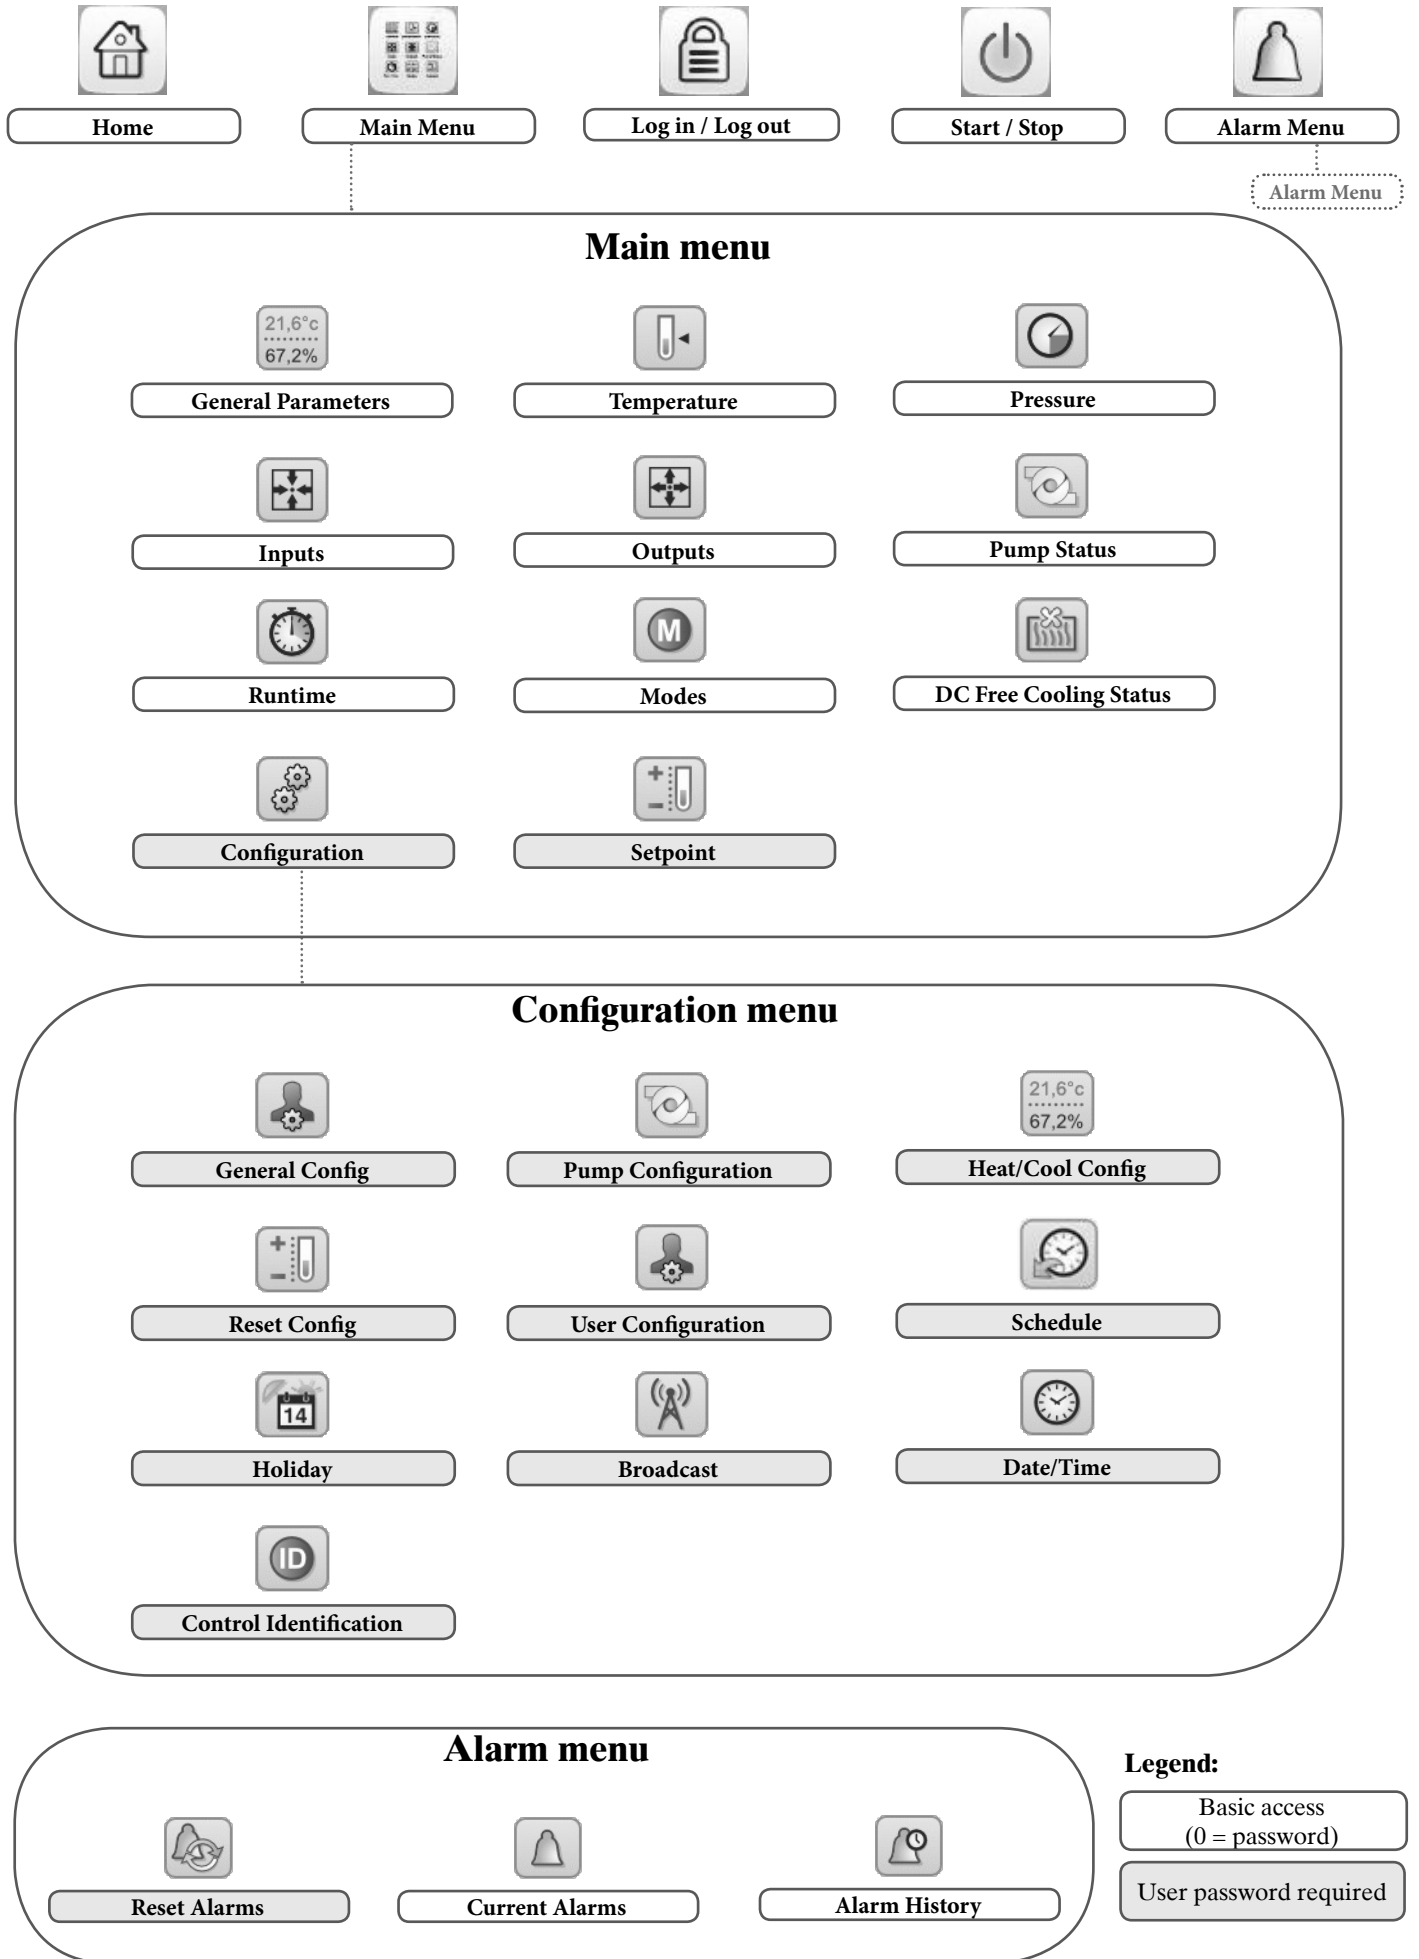 Home
Main Menu
Log in / Log out
Start / Stop
Alarm Menu
Alarm Menu
Main menu
21,6°c
67,2%
General Parameters
Temperature
Pressure
Inputs
Outputs
Pump Status
Runtime
M
Modes
DC Free Cooling Status
Configuration
Setpoint
Configuration menu
General Config
Pump Configuration
21,6°c
67,2%
Heat/Cool Config
Reset Config
User Configuration
Schedule
14
Holiday
Broadcast
Date/Time
ID
Control Identification
Alarm menu
Reset Alarms
Current Alarms
Alarm History
Legend:
Basic access
(0 = password)
User password required